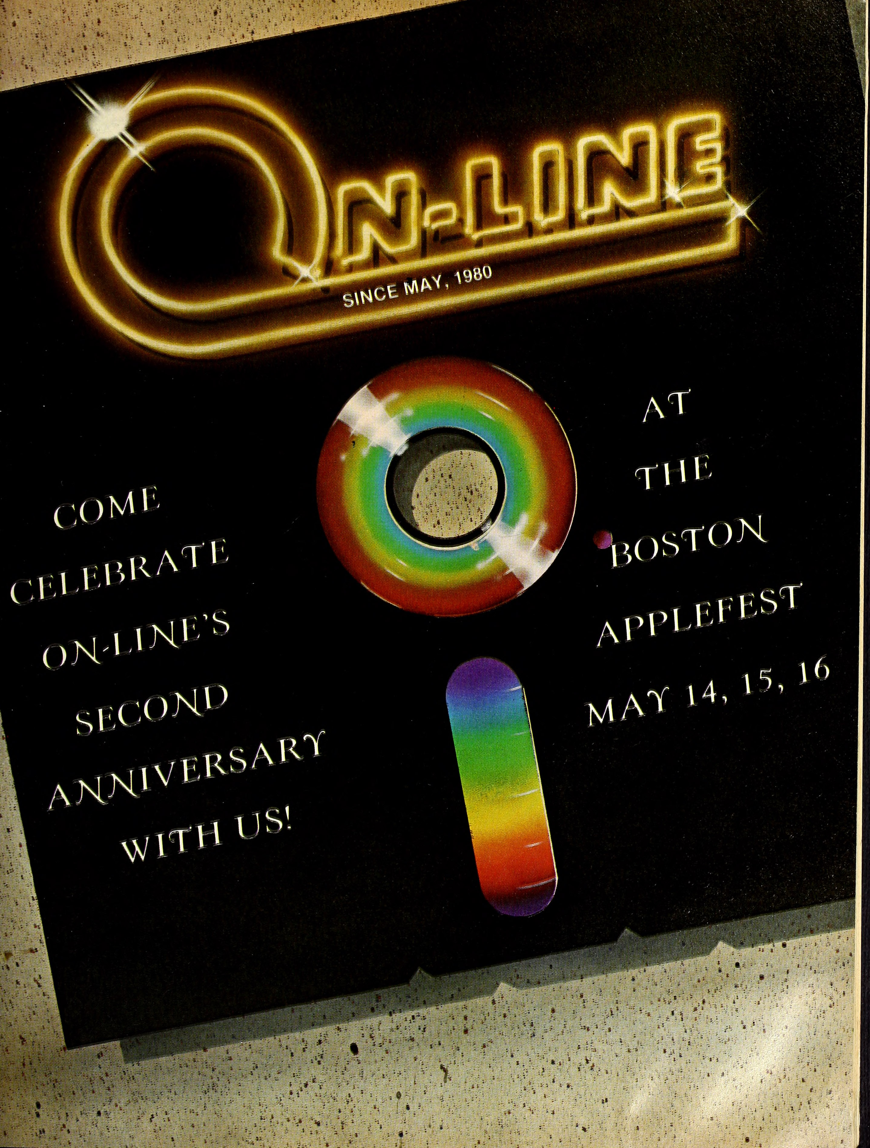 ON-LINE
SINCE MAY, 1980
COME
CELEBRATE
ON-LINE'S
SECOND
ANNIVERSARY
WITH US!
AT
THE
BOSTON
APPLEFEST
MAY 14, 15, 16